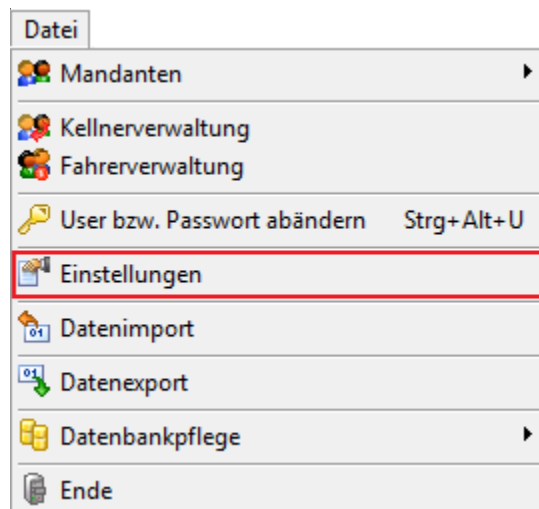 Datei
Mandanten
Kellnerverwaltung
Fahrerverwaltung
User bzw. Passwort abändern Strg+Alt+U
Einstellungen
Datenimport
Datenexport
Datenbankpflege
Ende